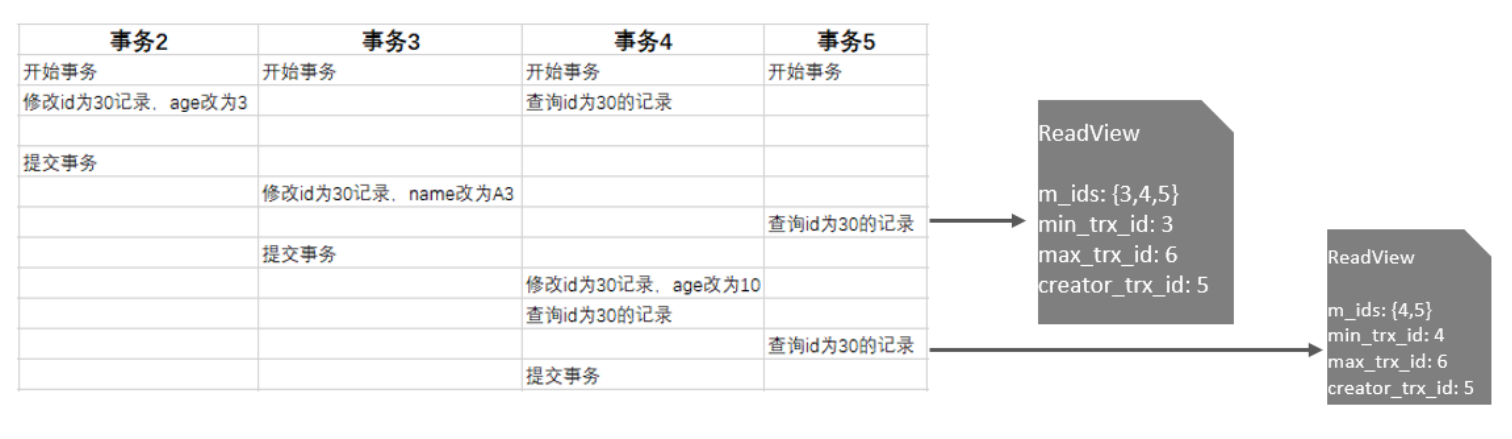 事务2 事务3 事务4 事务5
开始事务 开始事务 开始事务 开始事务
修改id为30记录，age改为3 查询id为30的记录
提交事务
修改id为30记录，name改为A3
查询id为30的记录
提交事务
修改id为30记录，age改为10
查询id为30的记录
查询id为30的记录
提交事务
ReadView
m_ids: {3,4,5}
min_trx_id: 3
max_trx_id: 6
creator_trx_id: 5
ReadView
m_ids: {4,5}
min_trx_id: 4
max_trx_id: 6
creator_trx_id: 5